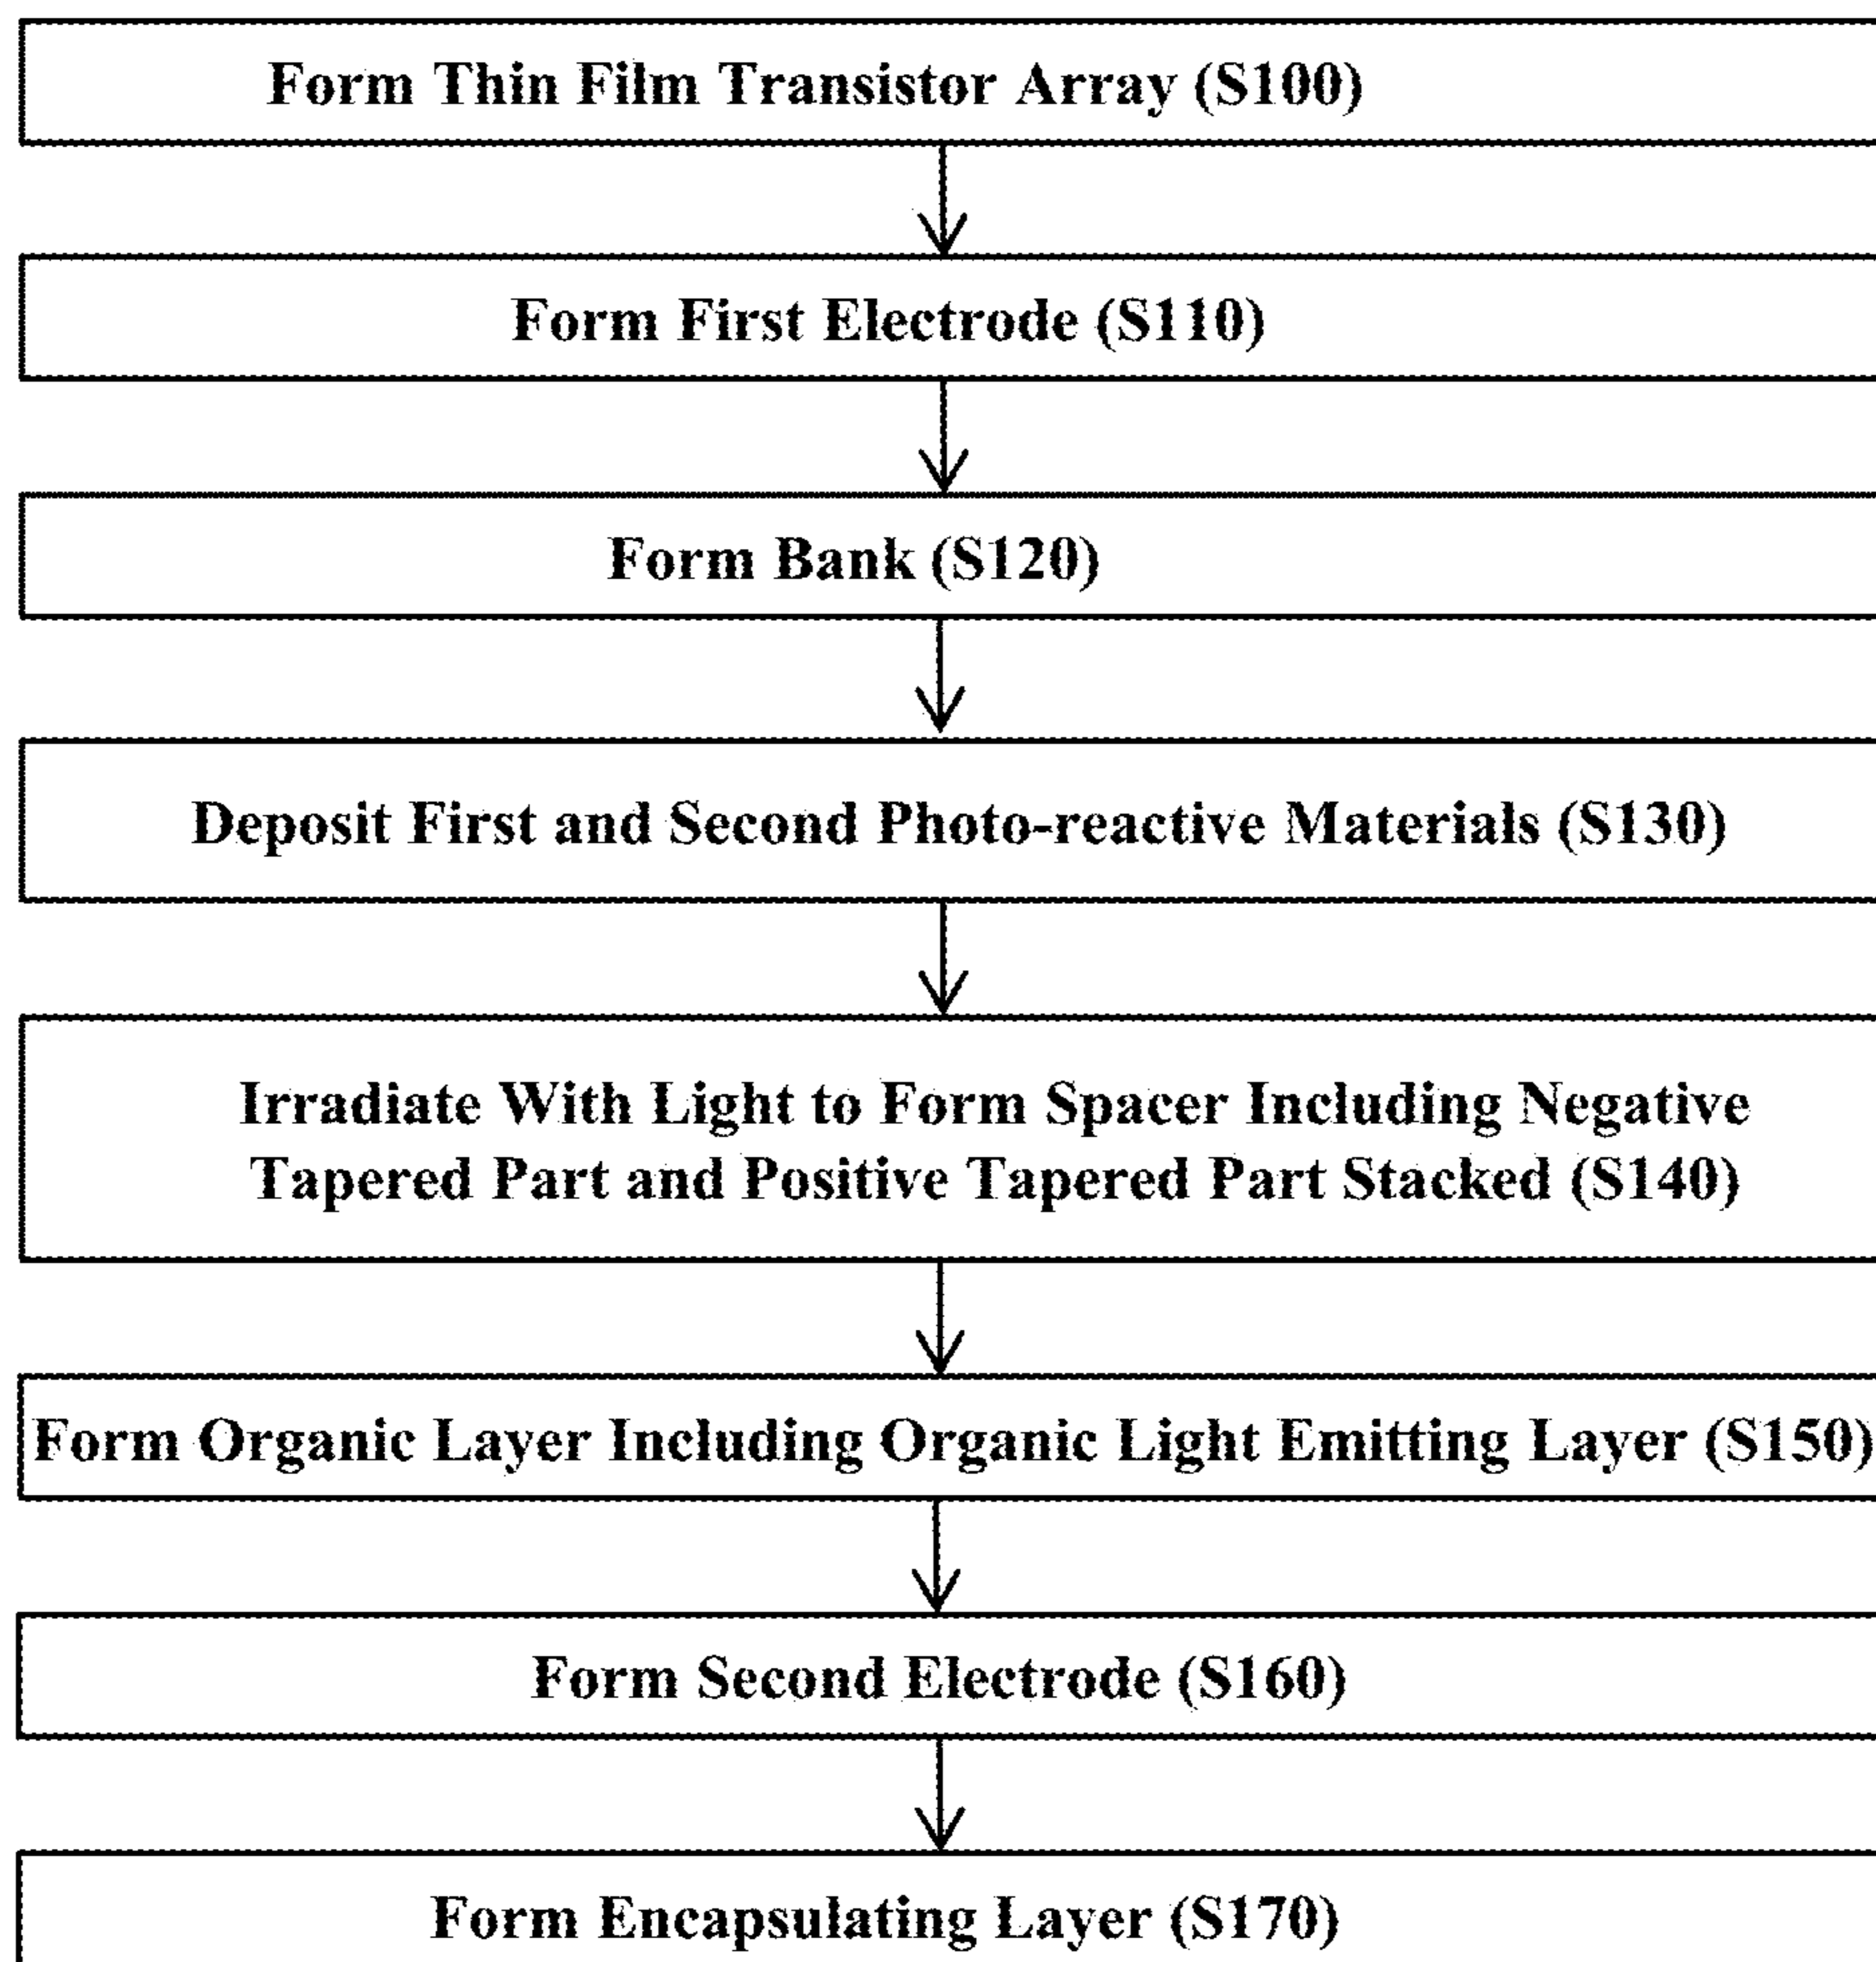 Form Thin Film Transistor Array (S100)
Form First Electrode (S110)
Form Bank (S120)
Deposit First and Second Photo-reactive Materials (S130)
Irradiate With Light to Form Spacer Including Negative
Tapered Part and Positive Tapered Part Stacked (S140)
Form Organic Layer Including Organic Light Emitting Layer (S150)
Form Second Electrode (S160)
Form Encapsulating Layer (S170)